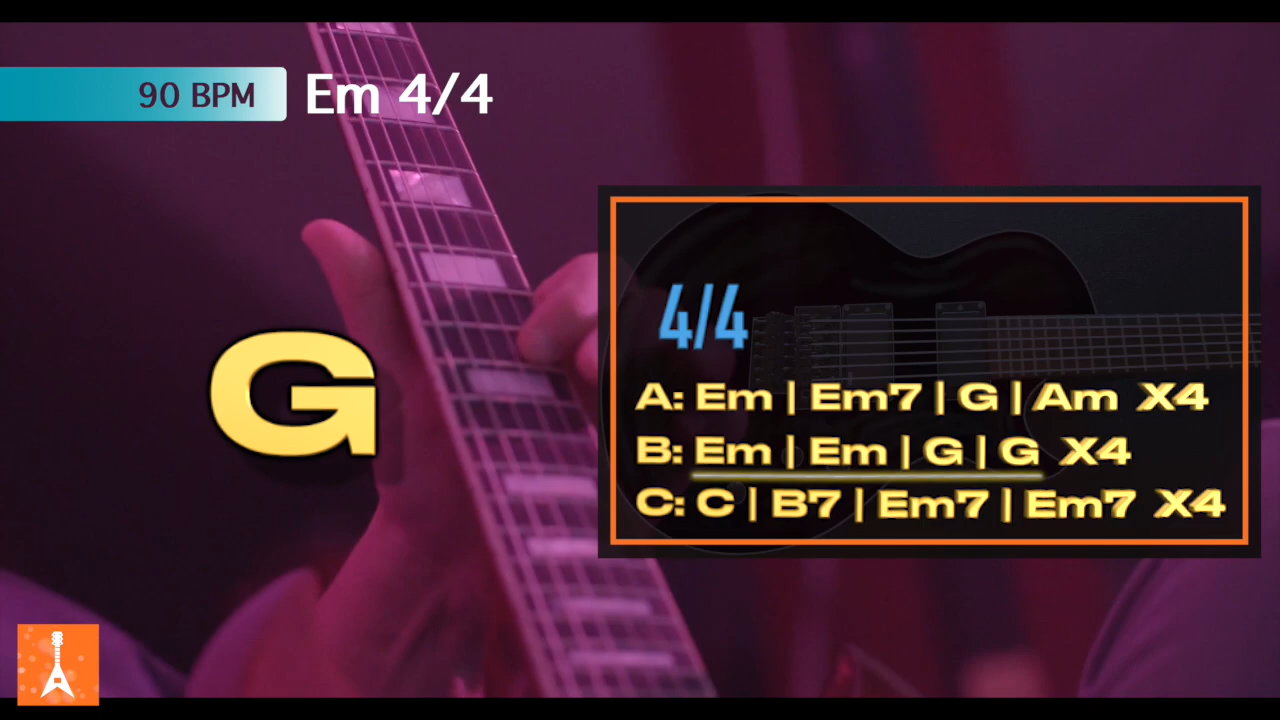 90 BPM Em 4/4
G
4/4
A: Em | Em7 | G | Am X4
B: Em | Em | G | G X4
C: C | B7 | Em7 | Em7 X4